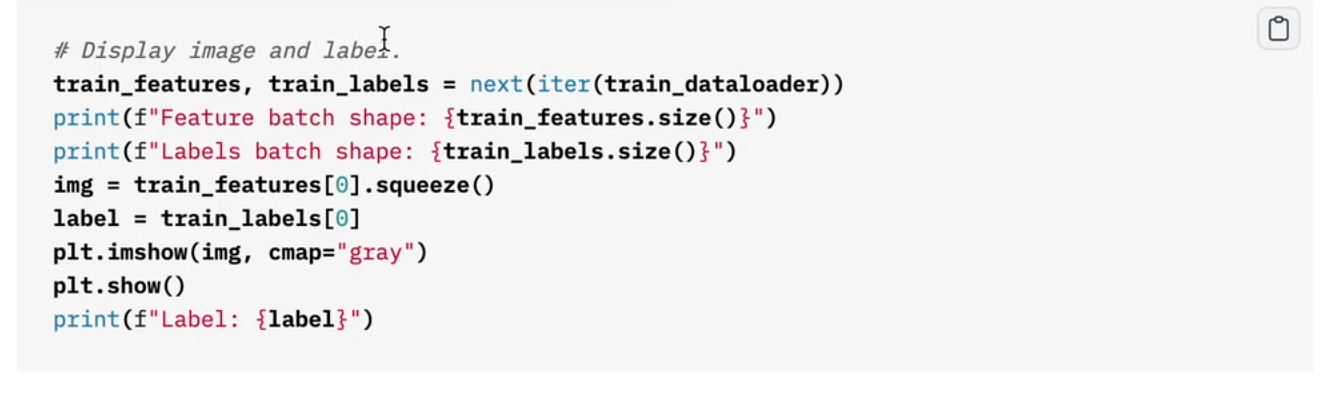 # Display image and label.
train_features, train_labels = next(iter(train_dataloader))
print(f"Feature batch shape: {train_features.size()}")
print(f"Labels batch shape: {train_labels.size()}")
img = train_features[0].squeeze()
label = train_labels[0]
plt.imshow(img, cmap="gray")
plt.show()
print(f"Label: {label}")